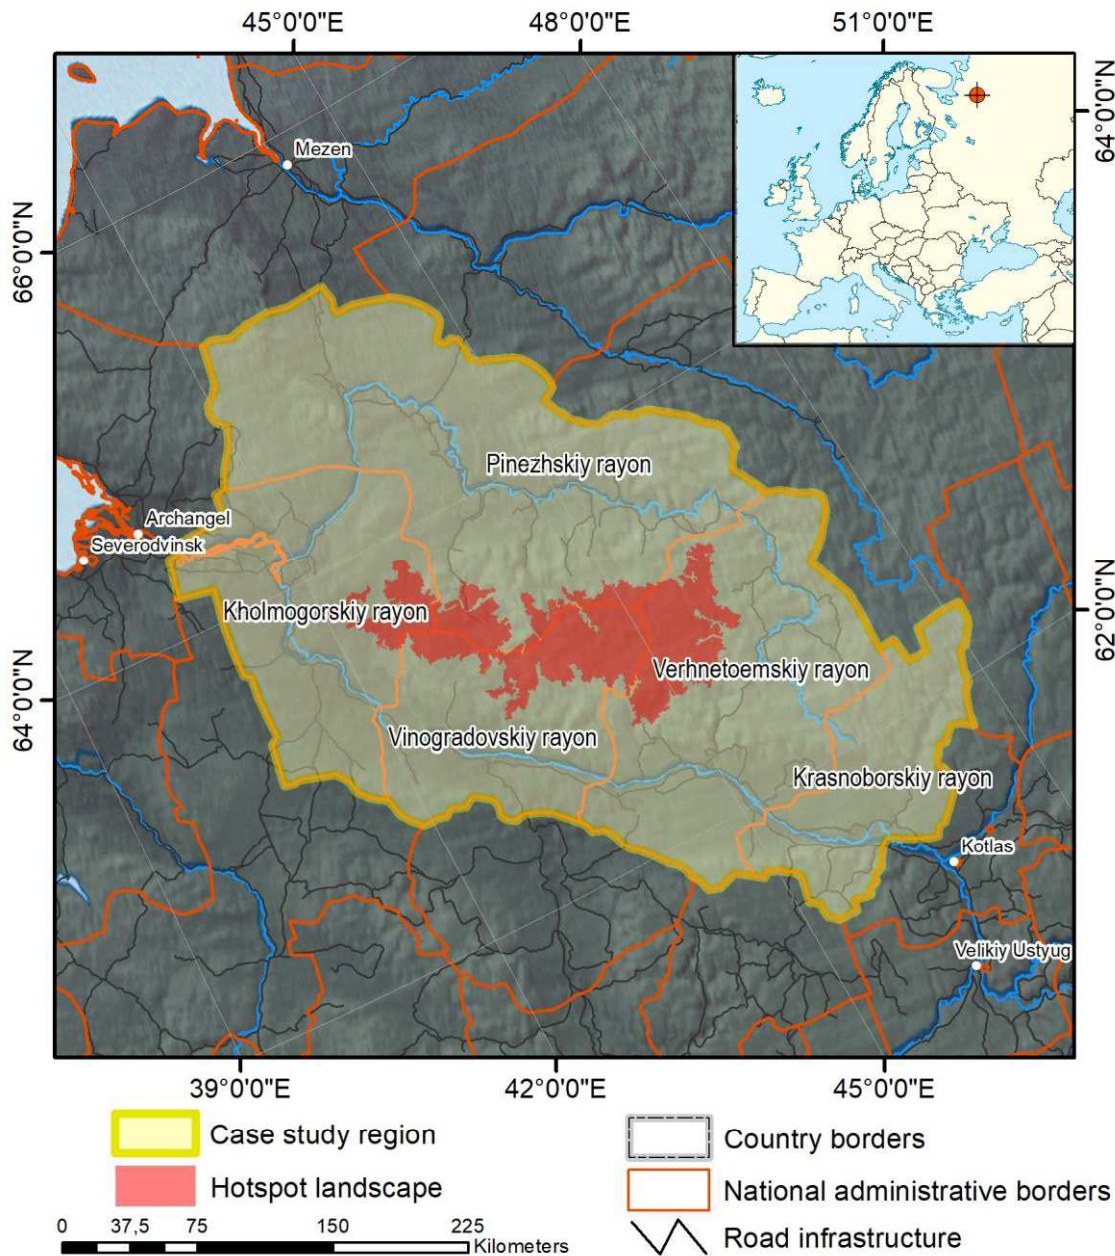 45°0'0"E 48°0'0"E 51°0'0"E
64°0'0"N
Mezen
66°0'0"N
Pinezhskiy rayon
Archangel
Severodvinsk
Kholmogorskiy rayon
62°0'0"N
Verhnetoemskiy rayon
64°0'0"N
Vinogradovskiy rayon
Krasnoborskiy rayon
Kotlas
Velikiy Ustyug
39°0'0"E 42°0'0"E 45°0'0"E
Case study region
Hotspot landscape
0 37,5 75 150 225
Kilometers
Country borders
National administrative borders
Road infrastructure